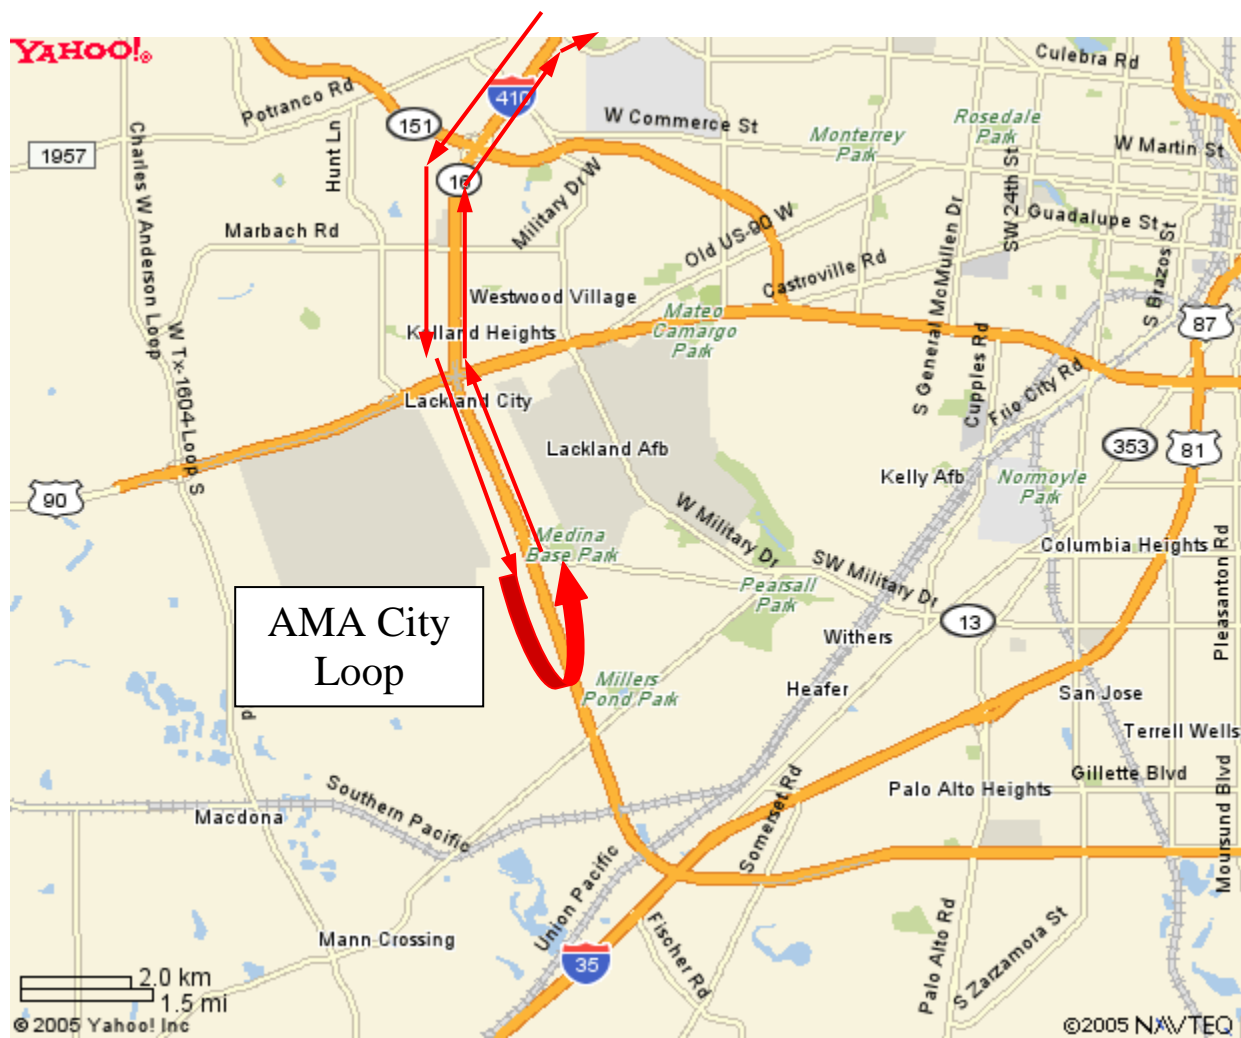 YAHOO!®
Culebra Rd
410
Potranco Rd
151
W Commerce St
Rosedale
Park
Monterrey
Park
W Martin St
1957
Charles W Anderson Loop
Hunt Ln
16
Military Dr W
SW 24th St
Guadalupe St
Marbach Rd
Old US-90 W
S General McMullen Dr
S Brazos St
Castroville Rd
Westwood Village
Mateo
Camargo
Park
87
W Tx-1604 Loop S
Lackland City
Cupples Rd
Frio City Rd
353
81
Lackland Afb
Kelly Afb
Normoyle
Park
90
W Military Dr
Medina
Base Park
Columbia Heights
Pleasanton Rd
SW Military Dr
Pearsall
Park
AMA City
Loop
13
Withers
Millers
Pond Park
Heafer
San Jose
Terrell Wells
Gillette Blvd
Palo Alto Heights
Southern Pacific
Macdona
Somerset Rd
Moursund Blvd
Union Pacific
Mann Crossing
Fischer Rd
Palo Alto Rd
S Zarzamora St
35
2.0 km
1.5 mi
© 2005 Yahoo! Inc
©2005 NAVTEQ